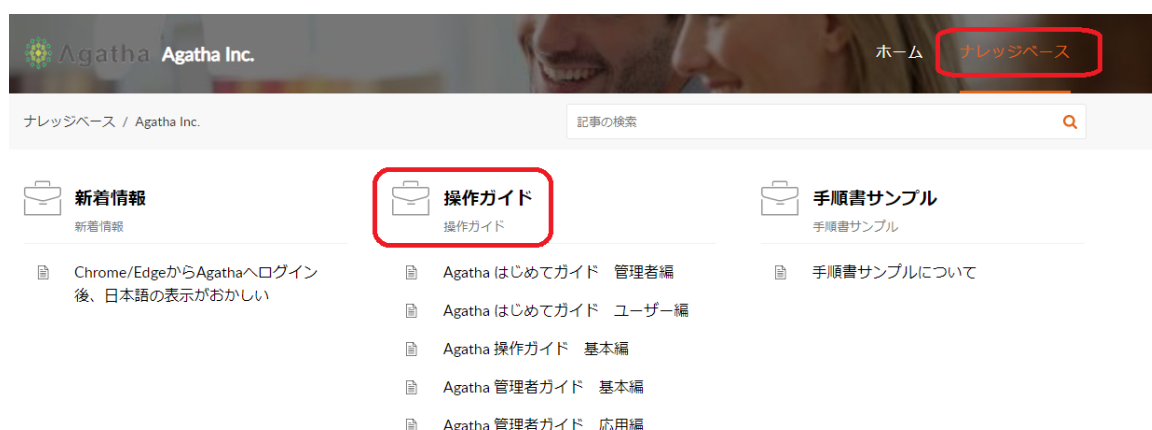 Agatha Agatha Inc.
ホーム
ナレッジベース
ナレッジベース / Agatha Inc.
記事の検索
新着情報
新着情報
Chrome/EdgeからAgathaへログイン
後、日本語の表示がおかしい
操作ガイド
操作ガイド
Agatha はじめてガイド　管理者編
Agatha はじめてガイド　ユーザー編
Agatha 操作ガイド　基本編
Agatha 管理者ガイド　基本編
Agatha 管理者ガイド　応用編
手順書サンプル
手順書サンプル
手順書サンプルについて